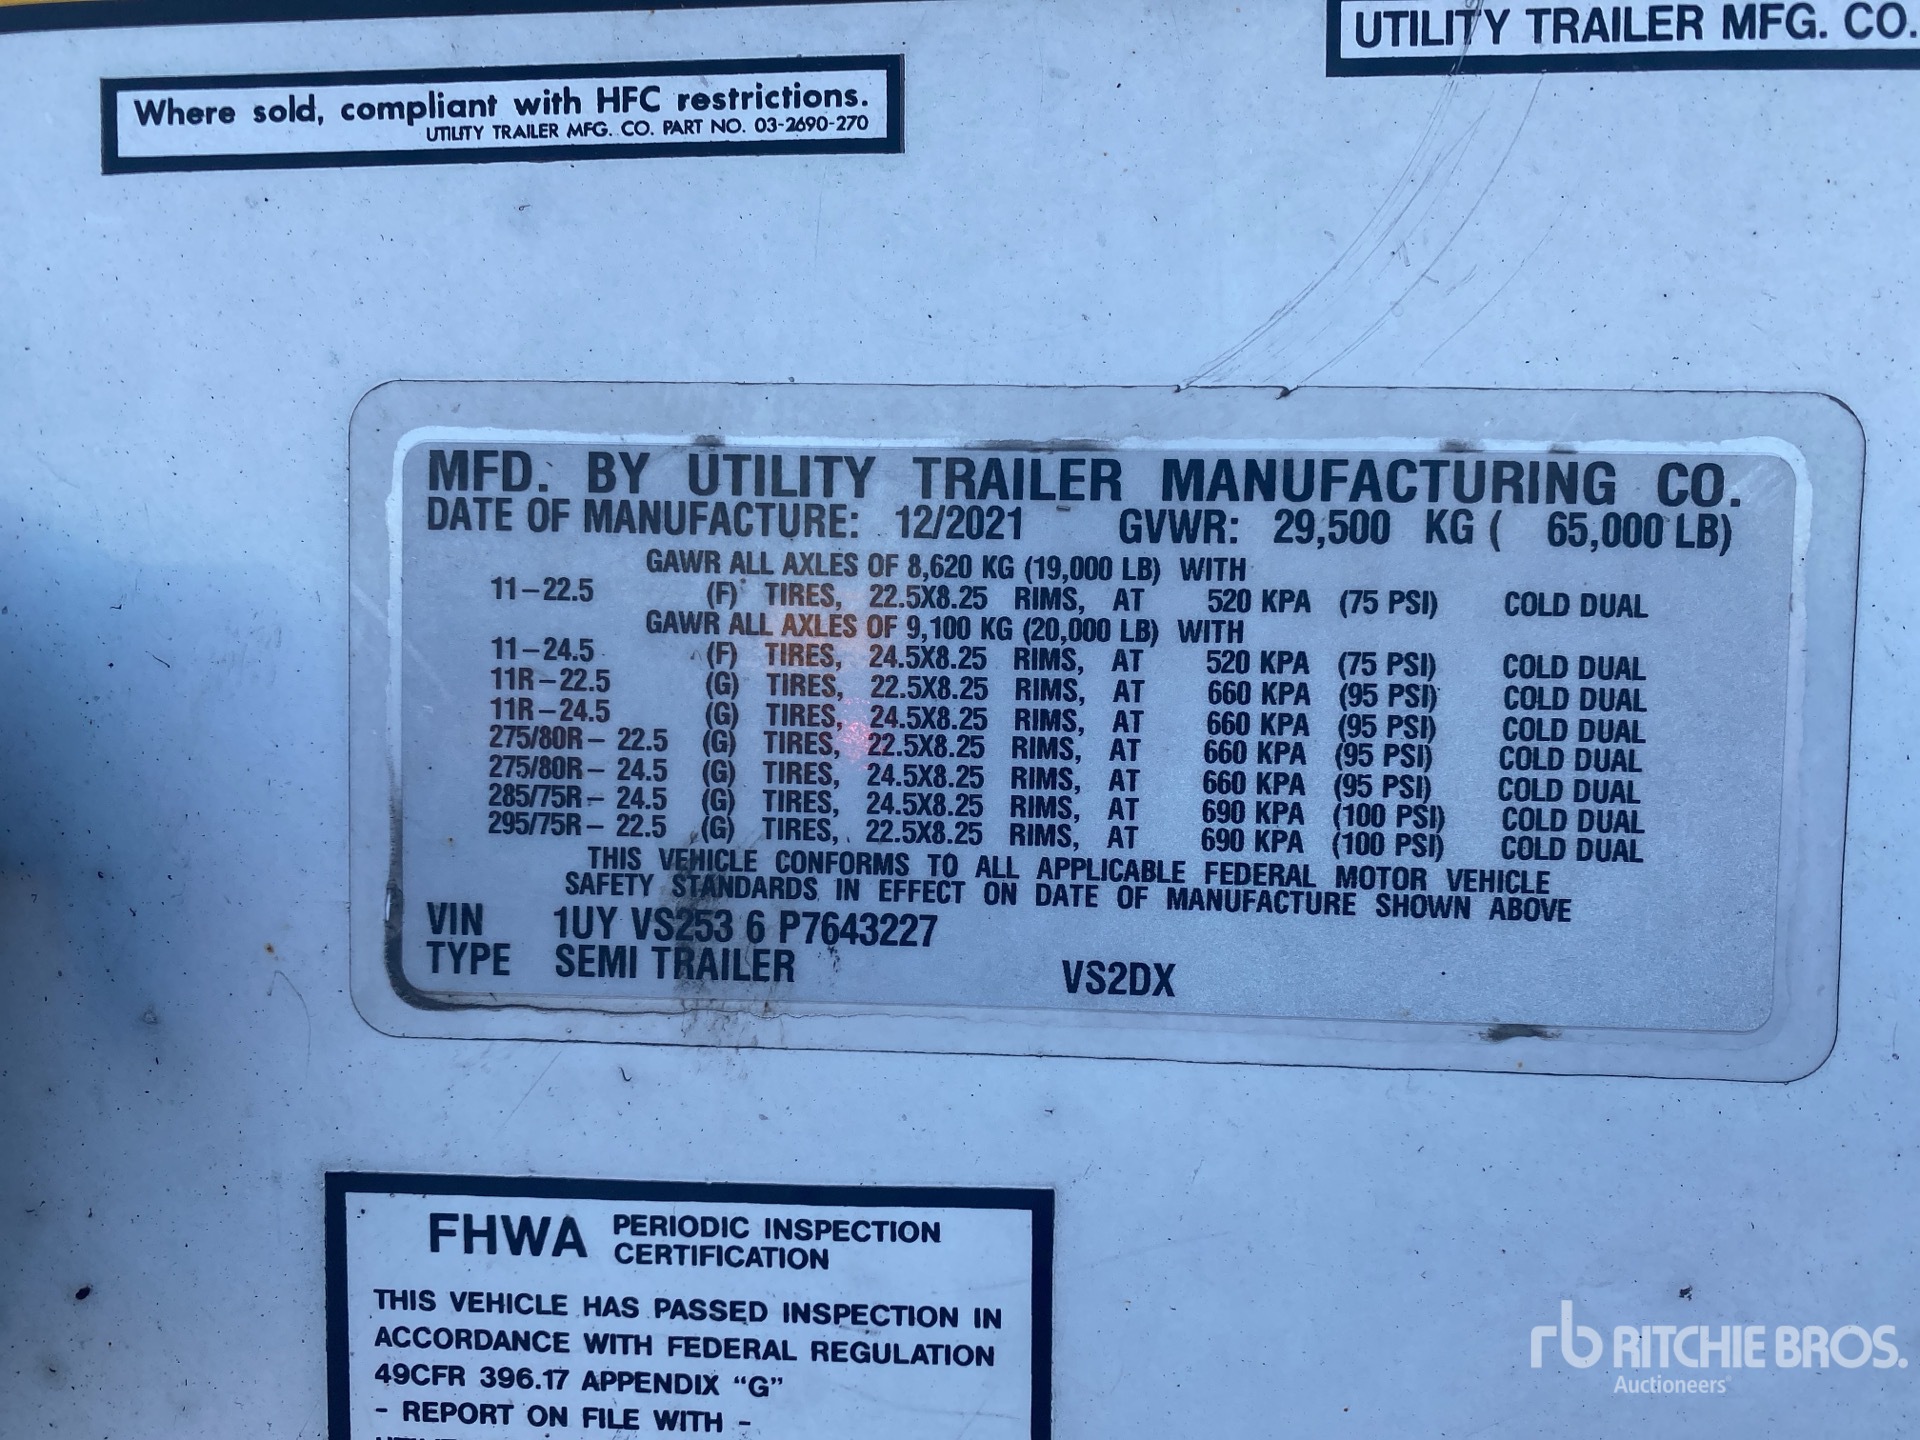 UTILITY TRAILER MFG. CO.
Where sold, compliant with HFC restrictions.
UTILITY TRAILER MFG. CO. PART NO. 03-2690-270
MFD. BY UTILITY TRAILER MANUFACTURING CO.
DATE OF MANUFACTURE: 12/2021 GVWR: 29,500 KG ( 65,000 LB)
GAWR ALL AXLES OF 8,620 KG (19,000 LB) WITH
11-22.5 (F) TIRES, 22.5X8.25 RIMS, AT 520 KPA (75 PSI) COLD DUAL
GAWR ALL AXLES OF 9,100 KG (20,000 LB) WITH
11-24.5 (F) TIRES, 24.5X8.25 RIMS, AT 520 KPA (75 PSI) COLD DUAL
11R-22.5 (G) TIRES, 22.5X8.25 RIMS, AT 660 KPA (95 PSI) COLD DUAL
11R-24.5 (G) TIRES, 24.5X8.25 RIMS, AT 660 KPA (95 PSI) COLD DUAL
275/80R- 22.5 (G) TIRES, 22.5X8.25 RIMS, AT 660 KPA (95 PSI) COLD DUAL
275/80R- 24.5 (G) TIRES, 24.5X8.25 RIMS, AT 660 KPA (95 PSI) COLD DUAL
285/75R- 24.5 (G) TIRES, 24.5X8.25 RIMS, AT 690 KPA (100 PSI) COLD DUAL
295/75R- 22.5 (G) TIRES, 22.5X8.25 RIMS, AT 690 KPA (100 PSI) COLD DUAL
THIS VEHICLE CONFORMS TO ALL APPLICABLE FEDERAL MOTOR VEHICLE
SAFETY STANDARDS IN EFFECT ON DATE OF MANUFACTURE SHOWN ABOVE
VIN 1UY VS253 6 P7643227
TYPE SEMI TRAILER VS2DX
FHWA PERIODIC INSPECTION
CERTIFICATION
THIS VEHICLE HAS PASSED INSPECTION IN
ACCORDANCE WITH FEDERAL REGULATION
49CFR 396.17 APPENDIX "G"
- REPORT ON FILE WITH -
rb RITCHIE BROS.
Auctioneers